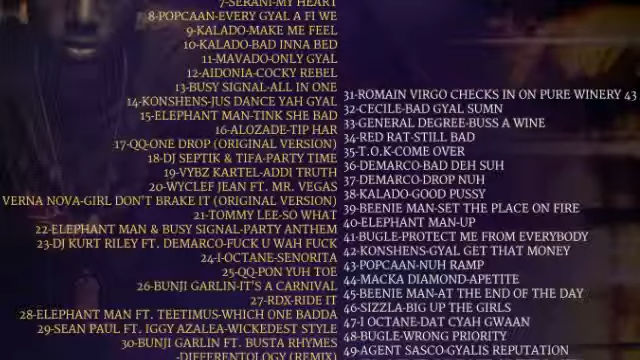 7-SERANI-MY HEART
8-POPCAAN-EVERY GYAL A FI WE
9-KALADO-MAKE ME FEEL
10-KALADO-BAD INNA BED
11-MAVADO-ONLY GYAL
12-AIDONIA-COCKY REBEL
13-BUSY SIGNAL-ALL IN ONE
14-KONSHENS-JUS DANCE YAH GYAL
15-ELEPHANT MAN-TINK SHE BAD
16-ALOZADE-TIP HAR
17-QQ-ONE DROP (ORIGINAL VERSION)
18-DJ SEPTIK & TIFA-PARTY TIME
19-VYBZ KARTEL-ADDI TRUTH
20-WYCLEF JEAN FT. MR. VEGAS
VERNA NOVA-GIRL DON'T BRAKE IT (ORIGINAL VERSION)
21-TOMMY LEE-SO WHAT
22-ELEPHANT MAN & BUSY SIGNAL-PARTY ANTHEM
23-DJ KURT RILEY FT. DEMARCO-FUCK U WAH FUCK
24-I-OCTANE-SENORITA
25-QQ-PON YUH TOE
26-BUNJI GARLIN-IT'S A CARNIVAL
27-RDX-RIDE IT
28-ELEPHANT MAN FT. TEETIMUS-WHICH ONE BADDA
29-SEAN PAUL FT. IGGY AZALEA-WICKEDEST STYLE
30-BUNJI GARLIN FT. BUSTA RHYMES
-DIFFERENTOLOGY (REMIX)
31-ROMAIN VIRGO CHECKS IN ON PURE WINERY 43
32-CECILE-BAD GYAL SUMN
33-GENERAL DEGREE-BUSS A WINE
34-RED RAT-STILL BAD
35-T.O.K-COME OVER
36-DEMARCO-BAD DEH SUH
37-DEMARCO-DROP NUH
38-KALADO-GOOD PUSSY
39-BEENIE MAN-SET THE PLACE ON FIRE
40-ELEPHANT MAN-UP
41-BUGLE-PROTECT ME FROM EVERYBODY
42-KONSHENS-GYAL GET THAT MONEY
43-POPCAAN-NUH RAMP
44-MACKA DIAMOND-APETITE
45-BEENIE MAN-AT THE END OF THE DAY
46-SIZZLA-BIG UP THE GIRLS
47-I OCTANE-DAT CYAH GWAAN
48-BUGLE-WRONG PRIORITY
49-AGENT SASCO-GYALIS REPUTATION